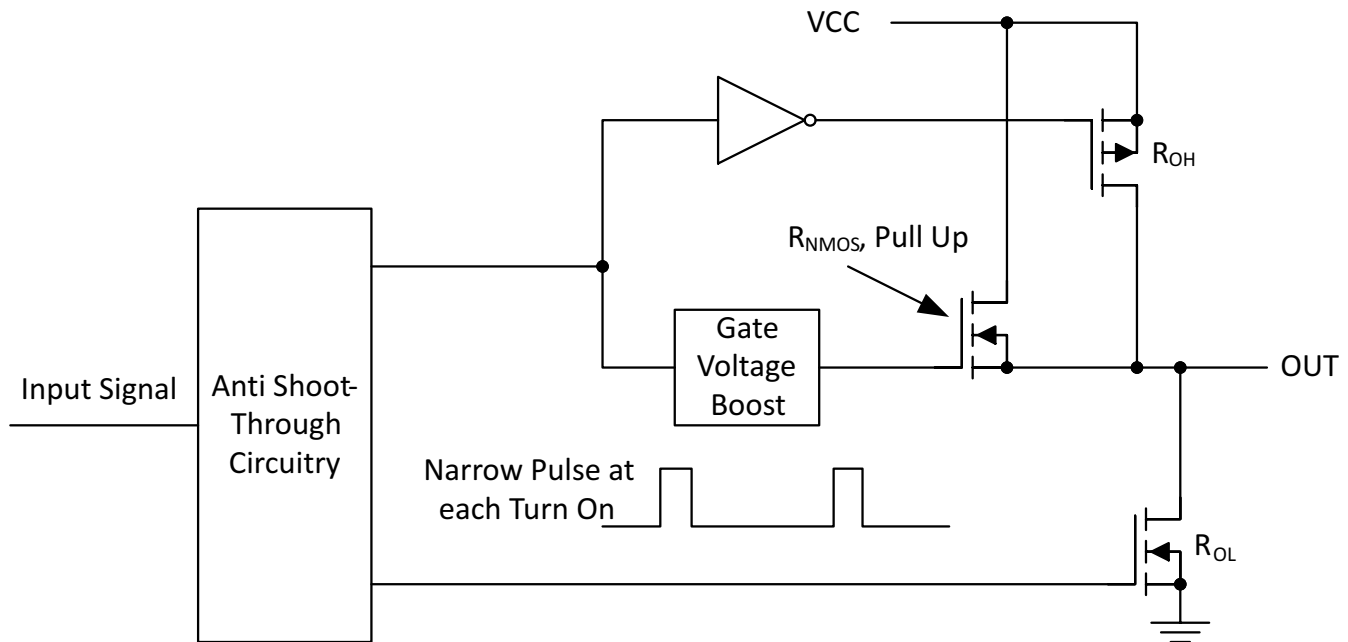 VCC
R_OH
R_NMOS, Pull Up
Gate
Voltage
Boost
OUT
Input Signal
Anti Shoot-
Through
Circuitry
Narrow Pulse at
each Turn On
R_OL